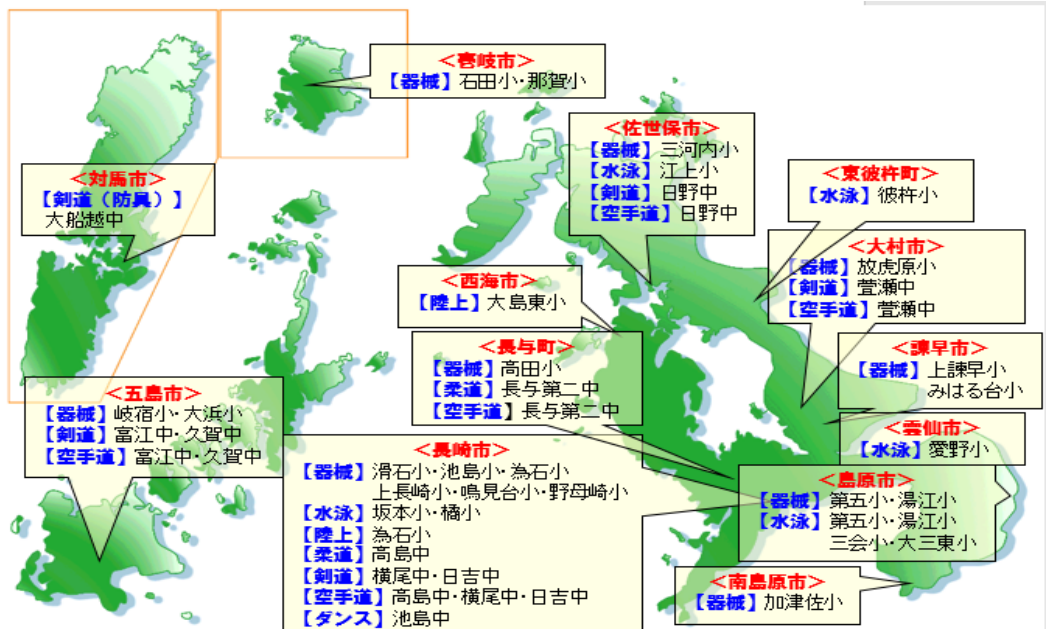 <壱岐市>
【器械】石田小・那賀小
<佐世保市>
【器械】三河内小
【水泳】江上小
【剣道】日野中
【空手道】日野中
<対馬市>
【剣道（防具）】
大船越中
<東彼杵町>
【水泳】彼杵小
<大村市>
【器械】放虎原小
【剣道】萱瀬中
【空手道】萱瀬中
<西海市>
【陸上】大島東小
<長与町>
【器械】高田小
【柔道】長与第二中
【空手道】長与第二中
<諫早市>
【器械】上諫早小
みはる台小
<五島市>
【器械】岐宿小・大浜小
【剣道】富江中・久賀中
【空手道】富江中・久賀中
<雲仙市>
【水泳】愛野小
<長崎市>
【器械】滑石小・池島小・為石小
上長崎小・鳴見台小・野母崎小
【水泳】坂本小・橘小
【陸上】為石小
【柔道】高島中
【剣道】横尾中・日吉中
【空手道】高島中・横尾中・日吉中
【ダンス】池島中
<島原市>
【器械】第五小・湯江小
【水泳】第五小・湯江小
三会小・大三東小
<南島原市>
【器械】加津佐小